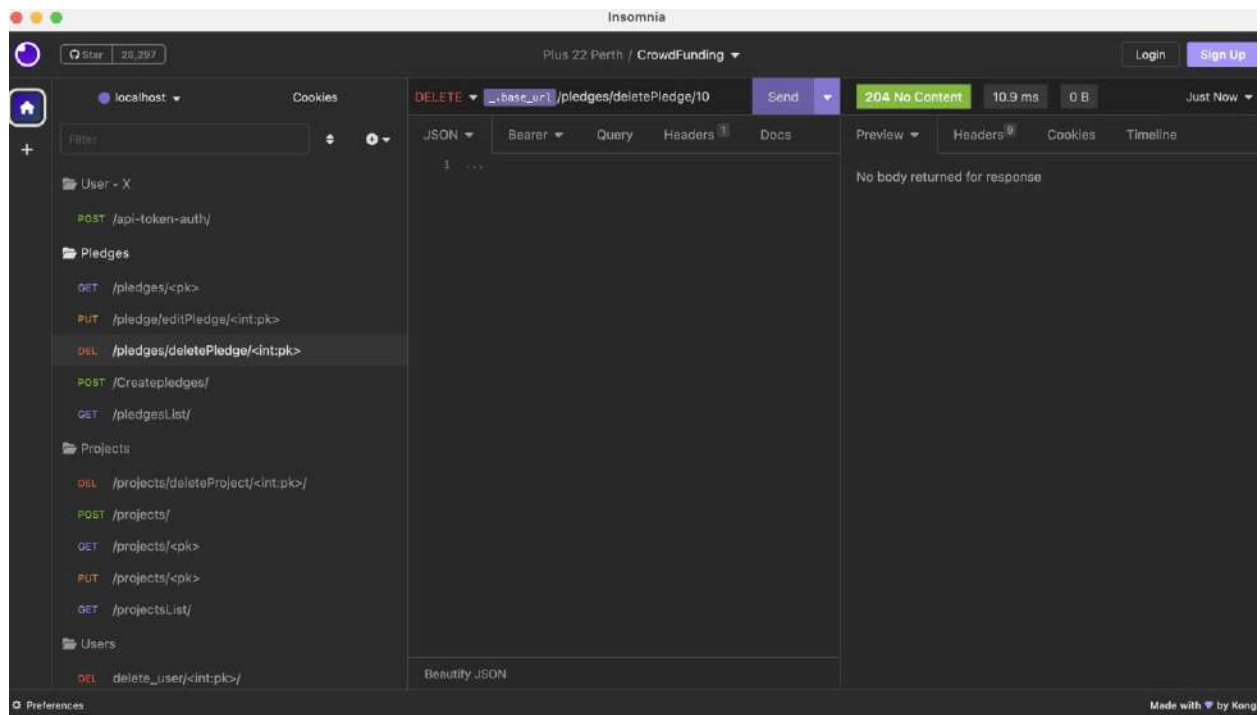 Insomnia
Star 28,297
Plus 22 Perth / CrowdFunding
Login
Sign Up
localhost
Cookies
Filter
User - X
POST /api-token-auth/
Pledges
GET /pledges/<pk>
PUT /pledge/editPledge/<int:pk>
DEL /pledges/deletePledge/<int:pk>
POST /Createpledges/
GET /pledgesList/
Projects
DEL /projects/deleteProject/<int:pk>/
POST /projects/
GET /projects/<pk>
PUT /projects/<pk>
GET /projectsList/
Users
DEL delete_user/<int:pk>/
DELETE _.base_url /pledges/deletePledge/10 Send
JSON Bearer Query Headers 1 Docs
1 ...
Beautify JSON
204 No Content 10.9 ms 0 B Just Now
Preview Headers 9 Cookies Timeline
No body returned for response
Preferences
Made with by Kong